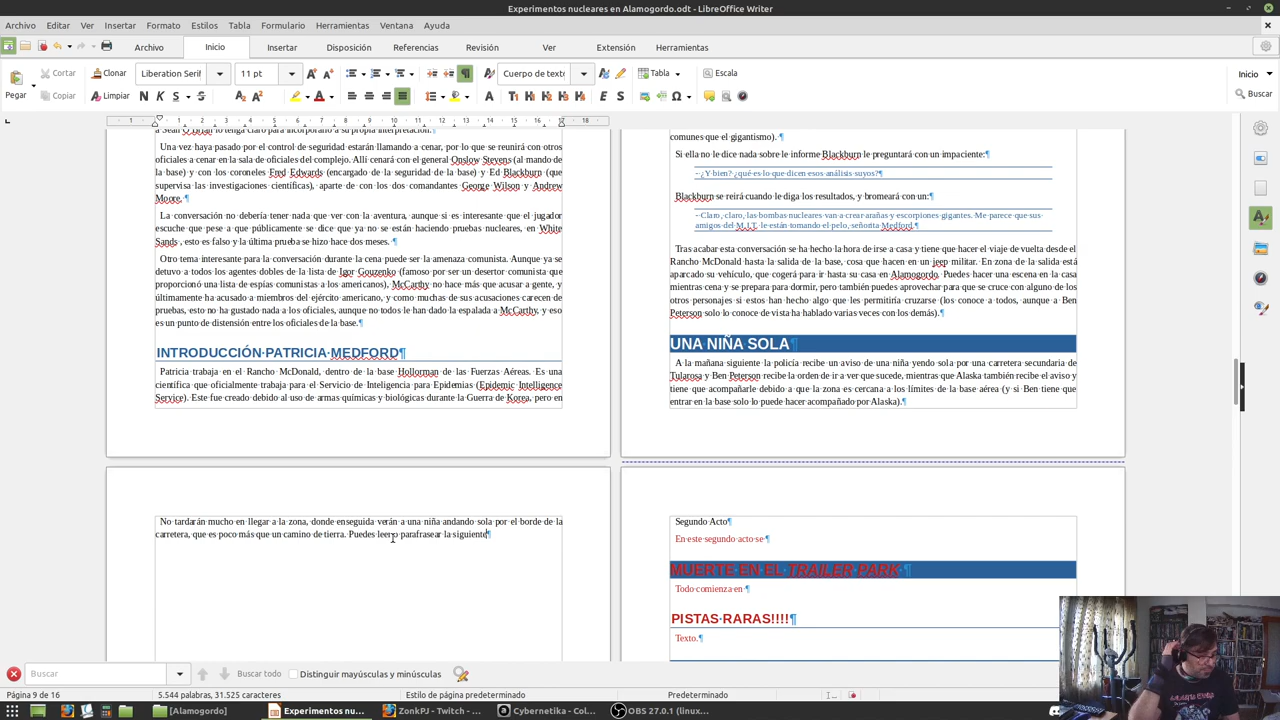 Experimentos nucleares en Alamogordo.odt - LibreOffice Writer
Archivo Editar Ver Insertar Formato Estilos Tabla Formulario Herramientas Ventana Ayuda
Archivo Inicio Insertar Disposición Referencias Revisión Ver Extensión Herramientas
Pegar Cortar Copiar Clonar Limpiar Liberation Serif 11 pt Cuerpo de texto Tabla Escala Inicio Buscar
1 1 2 3 4 5 6 7 8 9 10 11 12 13 14 15 16 17 18
a Sean O'Brian lo tenga claro para incorporarlo a su propia interpretación.¶
Una vez haya pasado por el control de seguridad estarán llamando a cenar, por lo que se reunirá con otros
oficiales a cenar en la sala de oficiales del complejo. Allí cenará con el general Onslow Stevens (al mando de
la base) y con los coroneles Fred Edwards (encargado de la seguridad de la base) y Ed Blackburn (que
supervisa las investigaciones científicas), aparte de con los dos comandantes George Wilson y Andrew
Moore. ¶
La conversación no debería tener nada que ver con la aventura, aunque si es interesante que el jugador
escuche que pese a que públicamente se dice que ya no se están haciendo pruebas nucleares, en White
Sands , esto es falso y la última prueba se hizo hace dos meses. ¶
Otro tema interesante para la conversación durante la cena puede ser la amenaza comunista. Aunque ya se
detuvo a todos los agentes dobles de la lista de Igor Gouzenko (famoso por ser un desertor comunista que
proporcionó una lista de espías comunistas a los americanos), McCarthy no hace más que acusar a gente, y
últimamente ha acusado a miembros del ejército americano, y como muchas de sus acusaciones carecen de
pruebas, esto no ha gustado nada a los oficiales, aunque no todos le han dado la espalada a McCarthy, y eso
es un punto de distensión entre los oficiales de la base.¶
INTRODUCCIÓN PATRICIA MEDFORD¶
Patricia trabaja en el Rancho McDonald, dentro de la base Hollorman de las Fuerzas Aéreas. Es una
científica que oficialmente trabaja para el Servicio de Inteligencia para Epidemias (Epidemic Intelligence
Service). Este fue creado debido al uso de armas químicas y biológicas durante la Guerra de Korea, pero en
comunes que el gigantismo). ¶
Si ella no le dice nada sobre le informe Blackburn le preguntará con un impaciente:¶
- ¿Y bien? ¿qué es lo que dicen esos análisis suyos?¶
Blackburn se reirá cuando le diga los resultados, y bromeará con un:¶
- Claro, claro, las bombas nucleares van a crear arañas y escorpiones gigantes. Me parece que sus
amigos del M.I.T. le están tomando el pelo, señorita Medford.¶
Tras acabar esta conversación se ha hecho la hora de irse a casa y tiene que hacer el viaje de vuelta desde el
Rancho McDonald hasta la salida de la base, cosa que hacen en un jeep militar. En zona de la salida está
aparcado su vehículo, que cogerá para ir hasta su casa en Alamogordo. Puedes hacer una escena en la casa
mientras cena y se prepara para dormir, pero también puedes aprovechar para que se cruce con alguno de los
otros personajes si estos han hecho algo que les permitiría cruzarse (los conoce a todos, aunque a Ben
Peterson solo lo conoce de vista ha hablado varias veces con los demás).¶
UNA NIÑA SOLA¶
A la mañana siguiente la policía recibe un aviso de una niña yendo sola por una carretera secundaria de
Tularosa y Ben Peterson recibe la orden de ir a ver que sucede, mientras que Alaska también recibe el aviso y
tiene que acompañarle debido a que la zona es cercana a los límites de la base aérea (y si Ben tiene que
entrar en la base solo lo puede hacer acompañado por Alaska).¶
No tardarán mucho en llegar a la zona, donde enseguida verán a una niña andando sola por el borde de la
carretera, que es poco más que un camino de tierra. Puedes leer o parafrasear la siguiente¶
Segundo Acto¶
En este segundo acto se ¶
MUERTE EN EL TRAILER PARK ¶
Todo comienza en ¶
PISTAS RARAS!!!!¶
Texto.¶
Buscar Buscar todo Distinguir mayúsculas y minúsculas
Página 9 de 16 5.544 palabras, 31.525 caracteres Estilo de página predeterminado Predeterminado
[Alamogordo] Experimentos nu... ZonkPJ - Twitch - ... Cybernetika - Col... OBS 27.0.1 (linux...